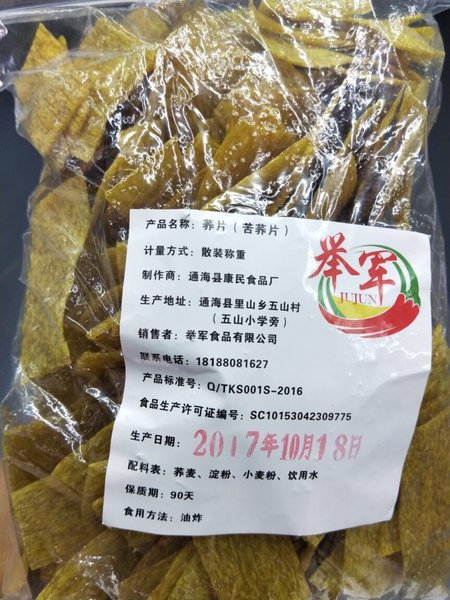 产品名称：荞片（苦荞片）
计量方式：散装称重
制作商：通海县康民食品厂
生产地址：通海县里山乡五山村
（五山小学旁）
销售者：举军食品有限公司
联系电话：18188081627
产品标准号：Q/TKS001S-2016
食品生产许可证编号：SC10153042309775
生产日期：2017年10月18日
配料表：荞麦、淀粉、小麦粉、饮用水
保质期：90天
食用方法：油炸
举军
JUJUN